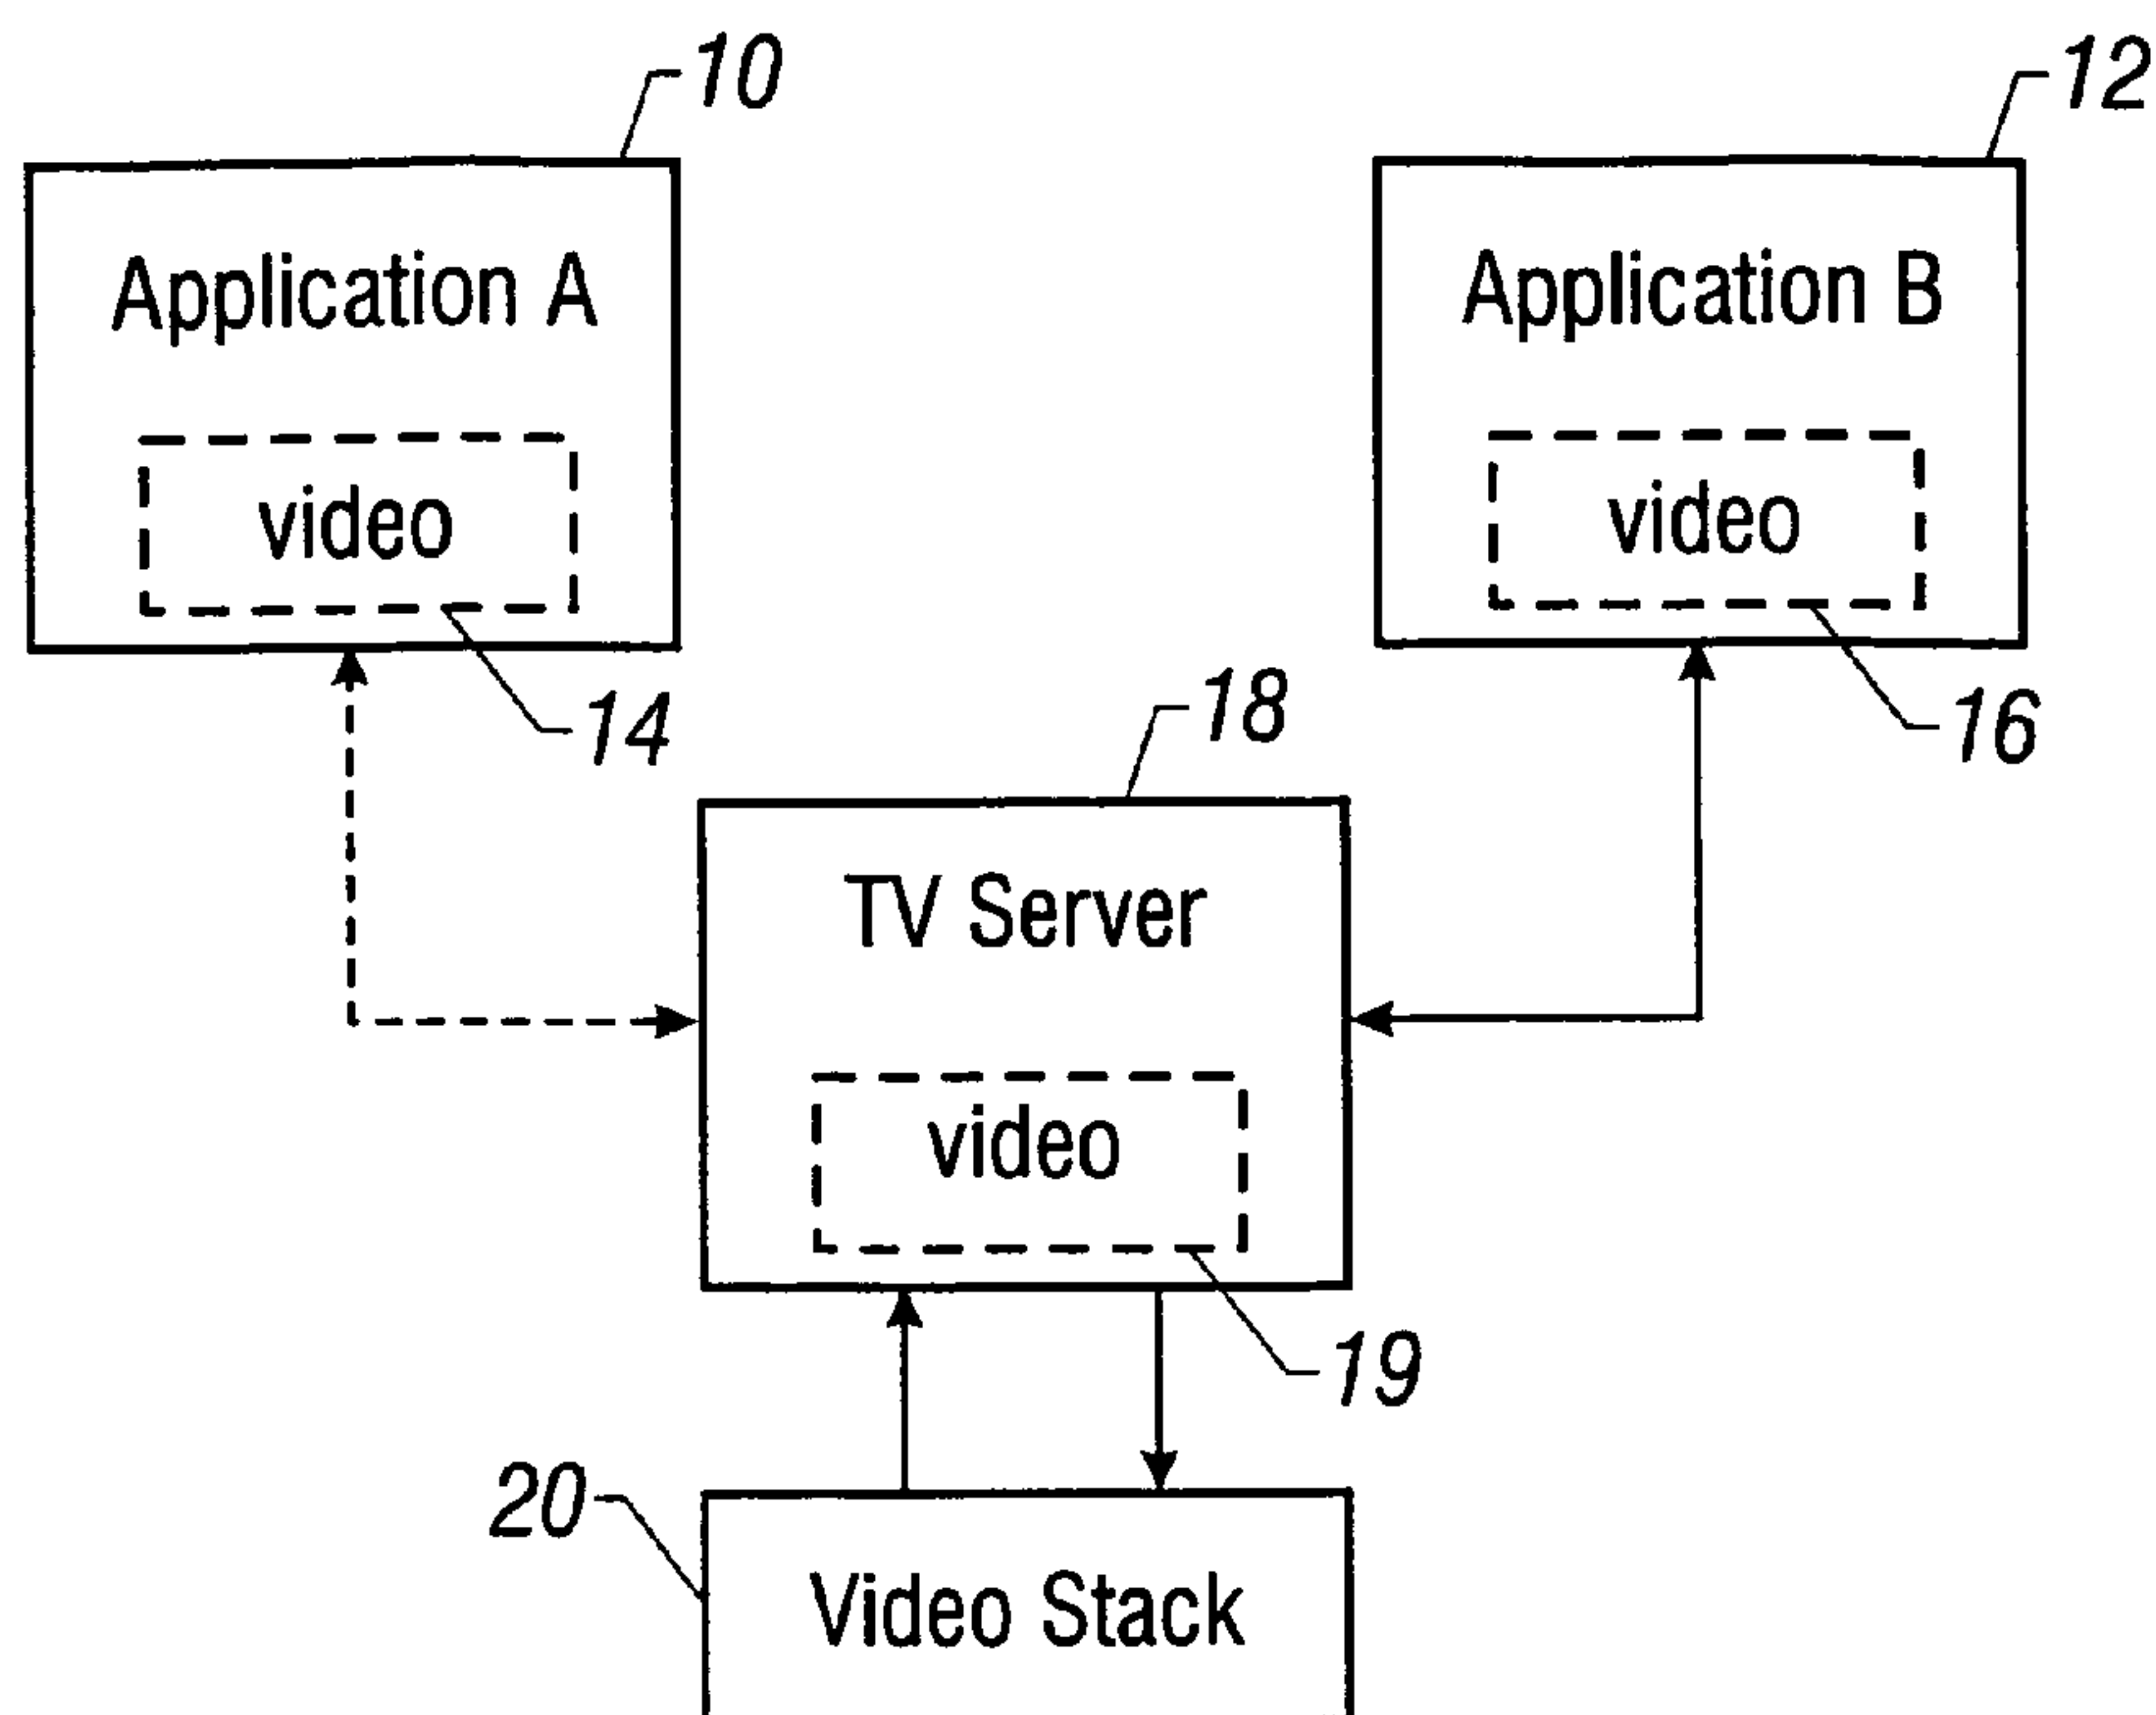 10
12
Application A
Application B
video
video
14
16
18
TV Server
video
19
20
Video Stack